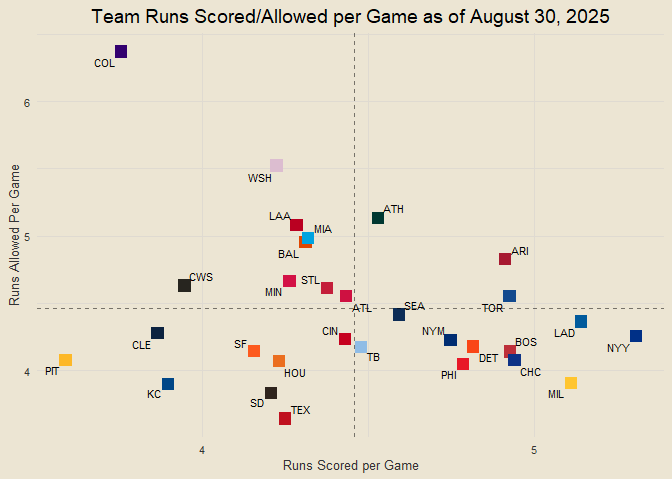 Team Runs Scored/Allowed per Game as of August 30, 2025
COL
6
WSH
ATH
LAA
MIA
5
BAL
ARI
CWS
STL
MIN
ATL
SEA
TOR
CIN
NYM
LAD
CLE
SF
BOS
NYY
TB
DET
PIT
HOU
PHI
CHC
4
KC
SD
TEX
MIL
4
5
Runs Scored per Game
Runs Allowed Per Game